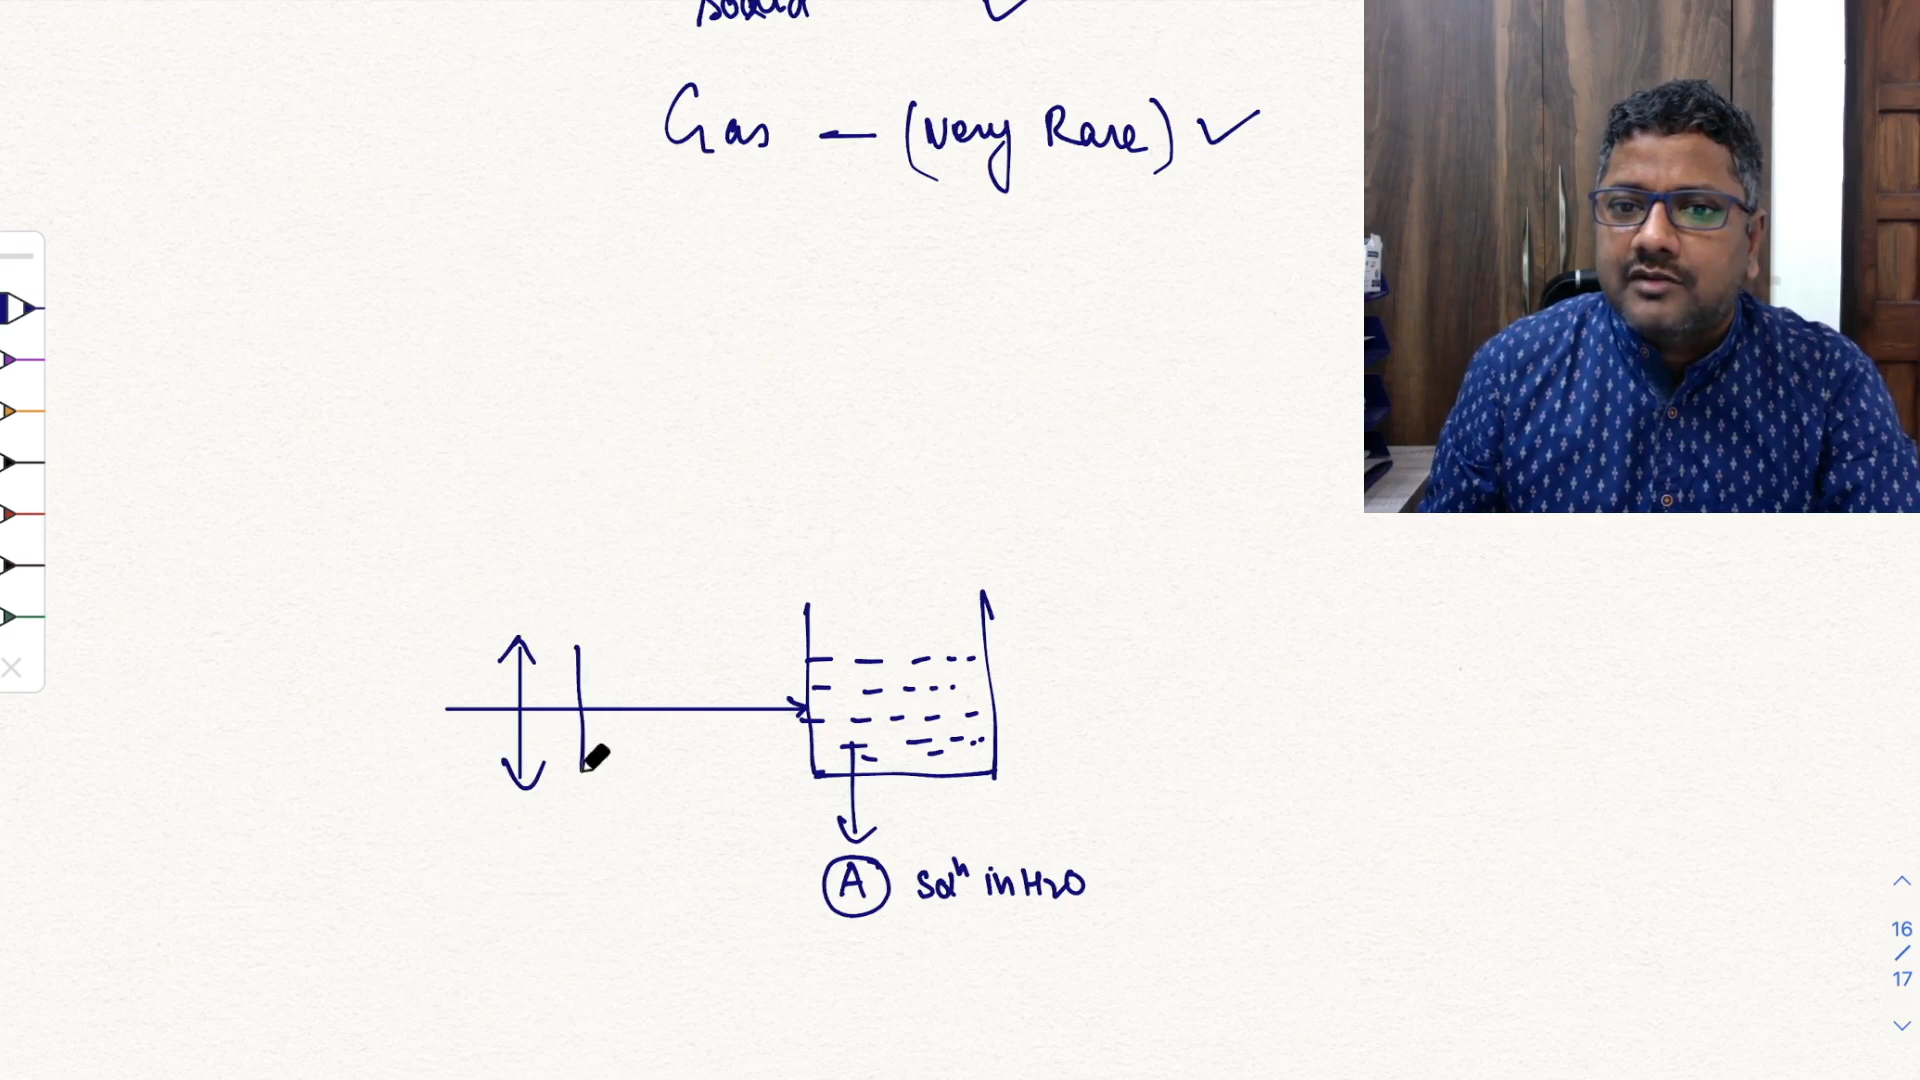 Gas — (very Rare) ✓
A solⁿ in H2O
16
/
17